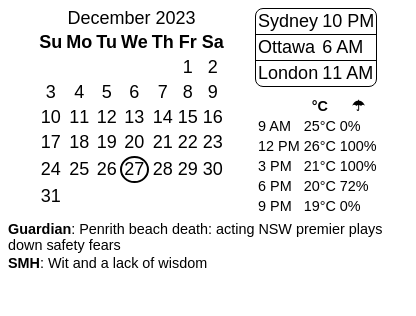 December 2023
Su Mo Tu We Th Fr Sa
1 2
3 4 5 6 7 8 9
10 11 12 13 14 15 16
17 18 19 20 21 22 23
24 25 26 27 28 29 30
31
Sydney 10 PM
Ottawa 6 AM
London 11 AM
°C ☂
9 AM 25°C 0%
12 PM 26°C 100%
3 PM 21°C 100%
6 PM 20°C 72%
9 PM 19°C 0%
Guardian: Penrith beach death: acting NSW premier plays
down safety fears
SMH: Wit and a lack of wisdom